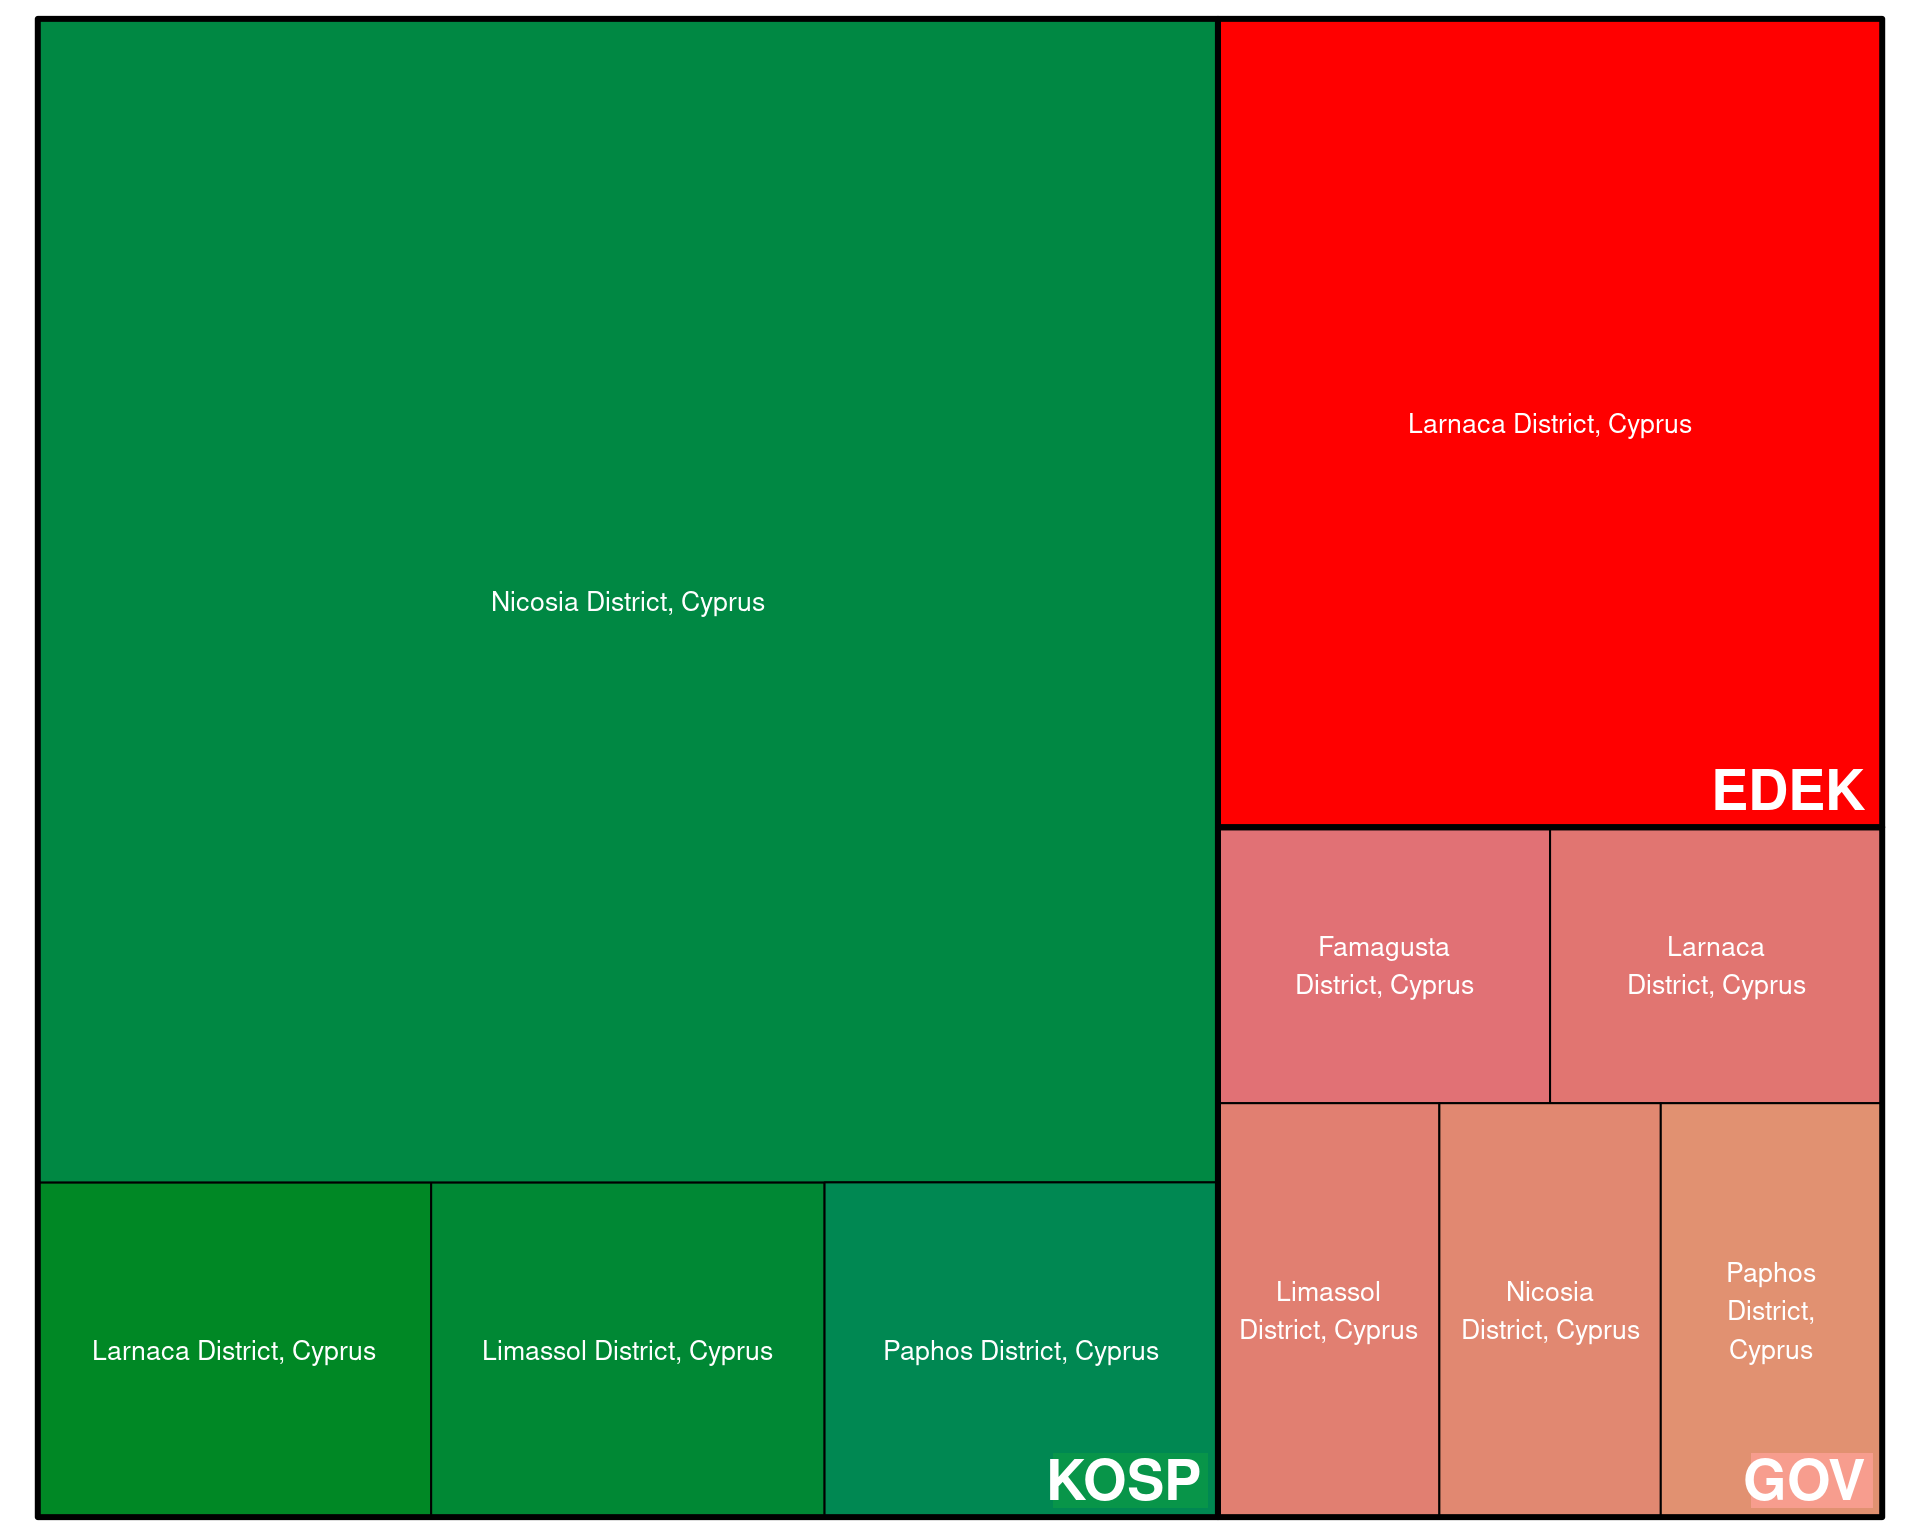 Nicosia District, Cyprus
Larnaca District, Cyprus
Limassol District, Cyprus
Paphos District, Cyprus
KOSP
Larnaca District, Cyprus
EDEK
Famagusta
District, Cyprus
Larnaca
District, Cyprus
Limassol
District, Cyprus
Nicosia
District, Cyprus
Paphos
District,
Cyprus
GOV